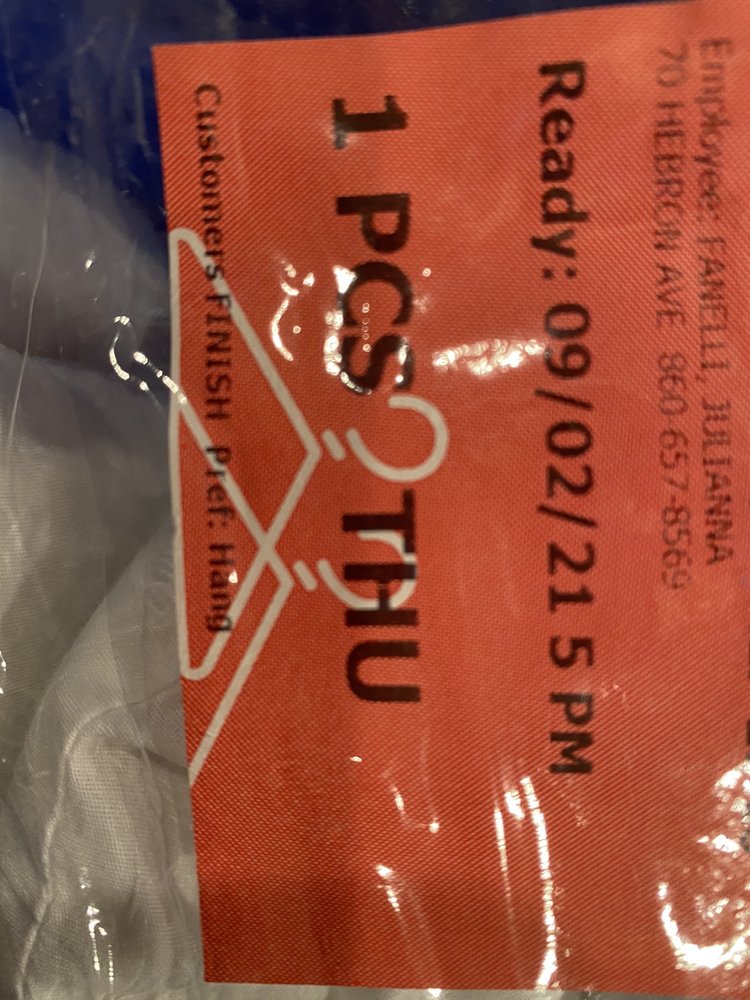 Employee: FANELLI, JULIANNA
70 HEBRON AVE 860-657-8569
Ready: 09/02/21 5 PM
1 PCS THU
Customers FINISH Pref: Hang